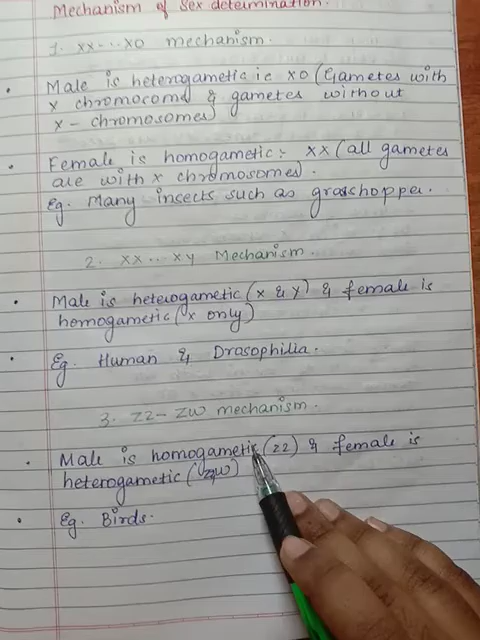 Mechanism of Sex detemination.
1. xx---xo mechanism.
Male is heterogametic ie xo (Gametes with
x chromocomd & gametes without
x - chromosomes)
Female is homogametic:- xx (all gametes
are with x chromosomes).
Eg. Many insects such as grasshopper.
2. xx...xy Mechanism.
Male is heterogametic (x & y) & female is
homogametic (x only)
Eg. Human & Drasophilia.
3. ZZ- ZW mechanism.
Male is homogametic (ZZ) & female is
heterogametic (ZW)
Eg. Birds.